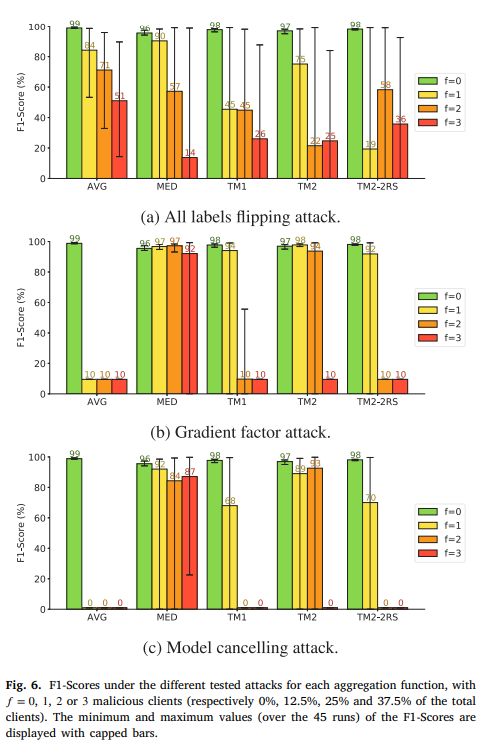 100
80
60
40
20
0
F1-Score (%)
99
84
71
51
96
90
57
14
98
45
45
26
97
75
22
25
98
19
58
36
AVG
MED
TM1
TM2
TM2-2RS
f=0
f=1
f=2
f=3
(a) All labels flipping attack.
100
80
60
40
20
0
F1-Score (%)
99
10
10
10
96
97
97
92
98
94
10
10
97
98
94
10
98
92
10
10
AVG
MED
TM1
TM2
TM2-2RS
f=0
f=1
f=2
f=3
(b) Gradient factor attack.
100
80
60
40
20
0
F1-Score (%)
99
0
0
0
96
92
84
87
98
68
0
0
97
89
93
0
98
70
0
0
AVG
MED
TM1
TM2
TM2-2RS
f=0
f=1
f=2
f=3
(c) Model cancelling attack.
Fig. 6. F1-Scores under the different tested attacks for each aggregation function, with
f = 0, 1, 2 or 3 malicious clients (respectively 0%, 12.5%, 25% and 37.5% of the total
clients). The minimum and maximum values (over the 45 runs) of the F1-Scores are
displayed with capped bars.